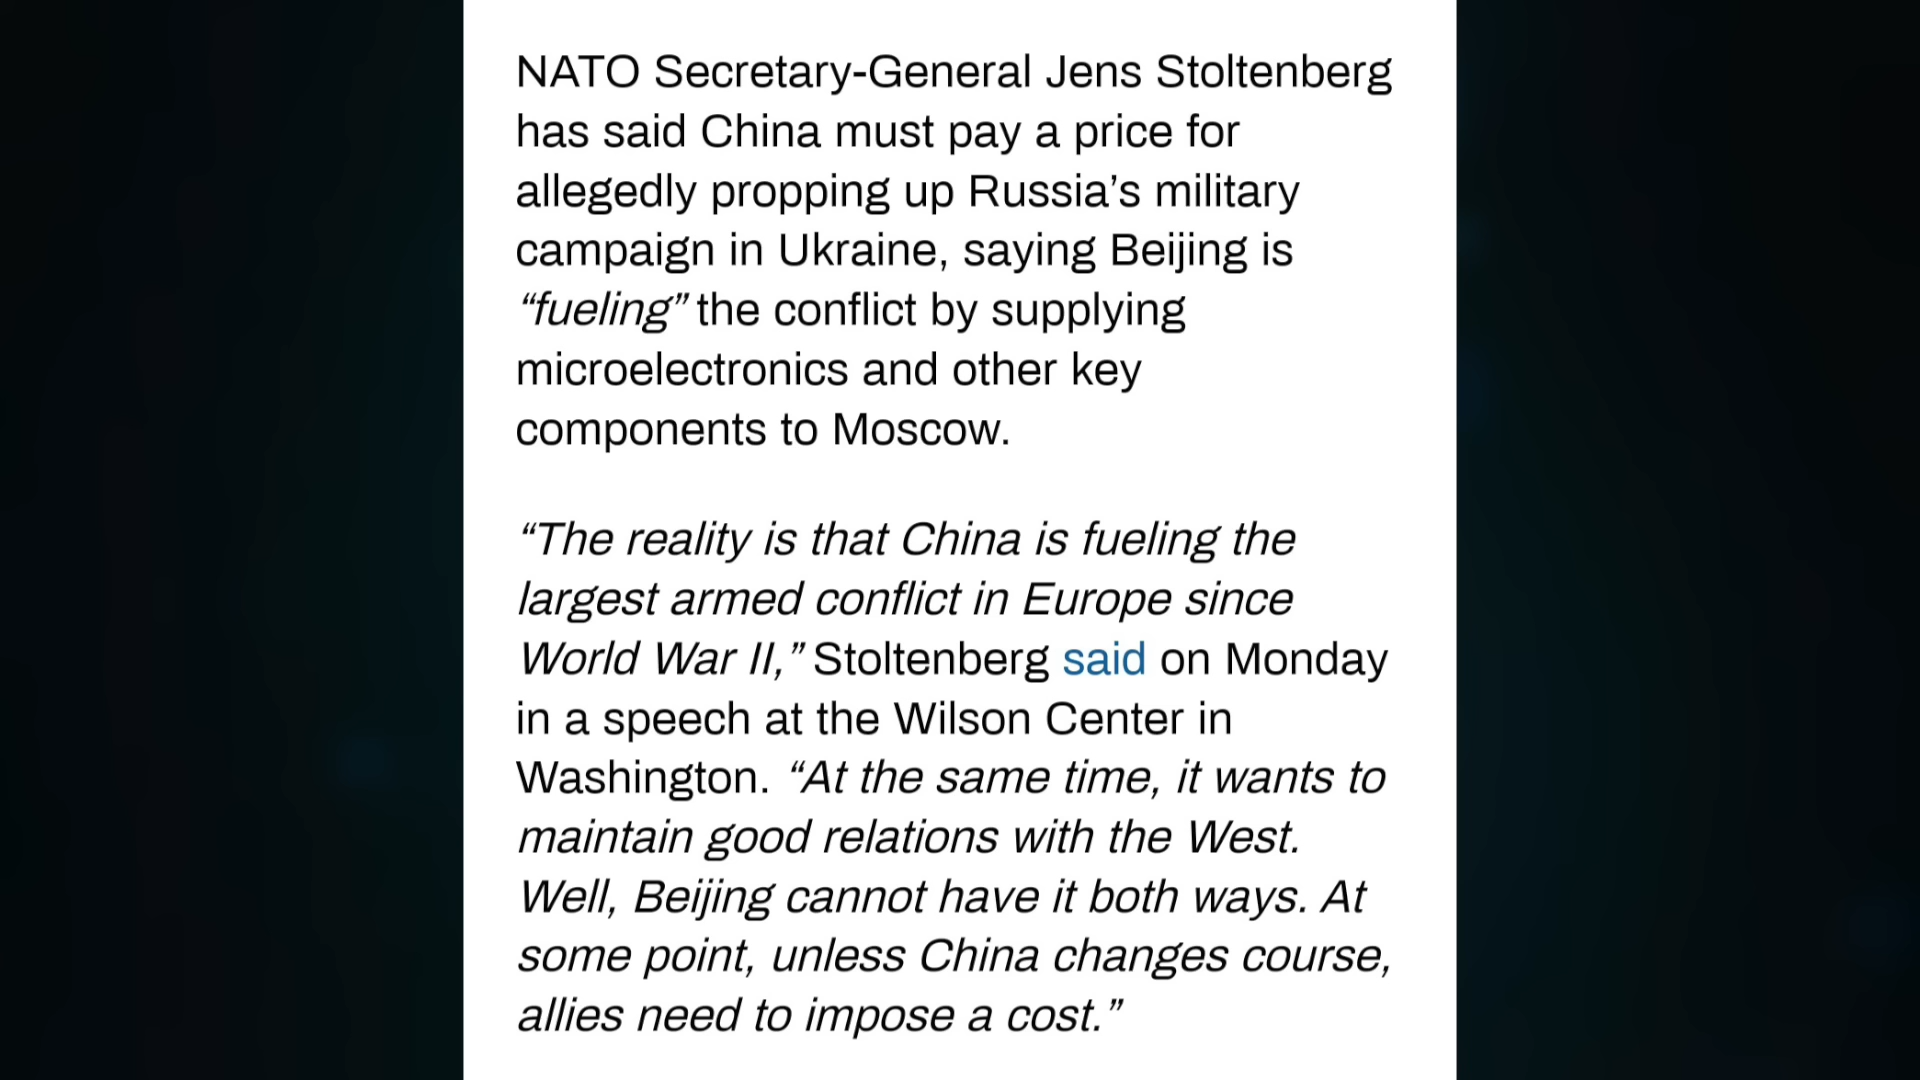 NATO Secretary-General Jens Stoltenberg
has said China must pay a price for
allegedly propping up Russia’s military
campaign in Ukraine, saying Beijing is
“fueling” the conflict by supplying
microelectronics and other key
components to Moscow.
“The reality is that China is fueling the
largest armed conflict in Europe since
World War II,” Stoltenberg said on Monday
in a speech at the Wilson Center in
Washington. “At the same time, it wants to
maintain good relations with the West.
Well, Beijing cannot have it both ways. At
some point, unless China changes course,
allies need to impose a cost.”